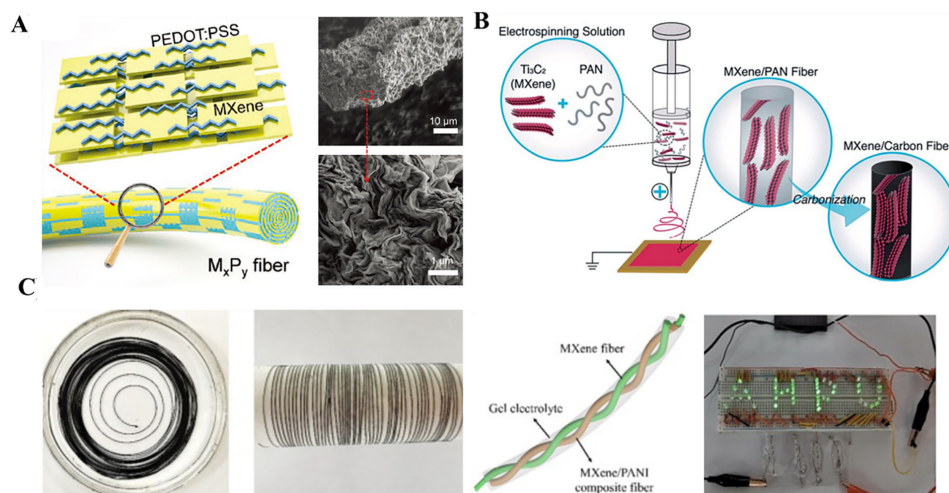 A
PEDOT:PSS
MXene
MxPy fiber
10 μm
1 μm
B
Electrospinning Solution
Ti₃C₂
(MXene)
PAN
+
+
MXene/PAN Fiber
MXene/Carbon Fiber
Carbonization
C
MXene fiber
Gel electrolyte
MXene/PANI
composite fiber
AHPU